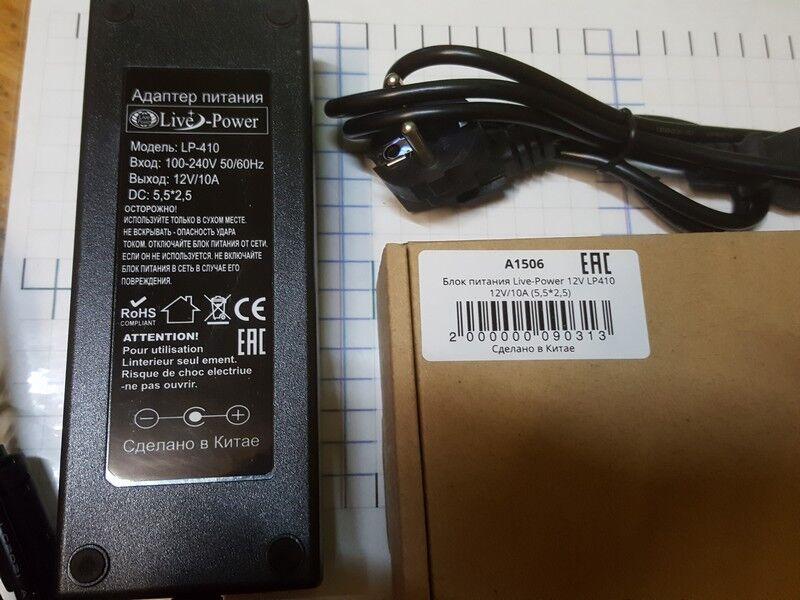 Адаптер питания
Live-Power
Модель: LP-410
Вход: 100-240V 50/60Hz
Выход: 12V/10A
DC: 5,5*2,5
ОСТОРОЖНО!
ИСПОЛЬЗУЙТЕ ТОЛЬКО В СУХОМ МЕСТЕ.
НЕ ВСКРЫВАТЬ - ОПАСНОСТЬ УДАРА
ТОКОМ. ОТКЛЮЧАЙТЕ БЛОК ПИТАНИЯ ОТ СЕТИ,
ЕСЛИ ОН НЕ ИСПОЛЬЗУЕТСЯ. НЕ ВКЛЮЧАЙТЕ
БЛОК ПИТАНИЯ В СЕТЬ В СЛУЧАЕ ЕГО
ПОВРЕЖДЕНИЯ.
RoHS
COMPLIANT
CE
EAC
ATTENTION!
Pour utilisation
Linterieur seul ement.
Risque de choc electriue
-ne pas ouvrir.
Сделано в Китае
A1506
EAC
Блок питания Live-Power 12V LP410
12V/10A (5,5*2,5)
2 000000 090313
Сделано в Китае